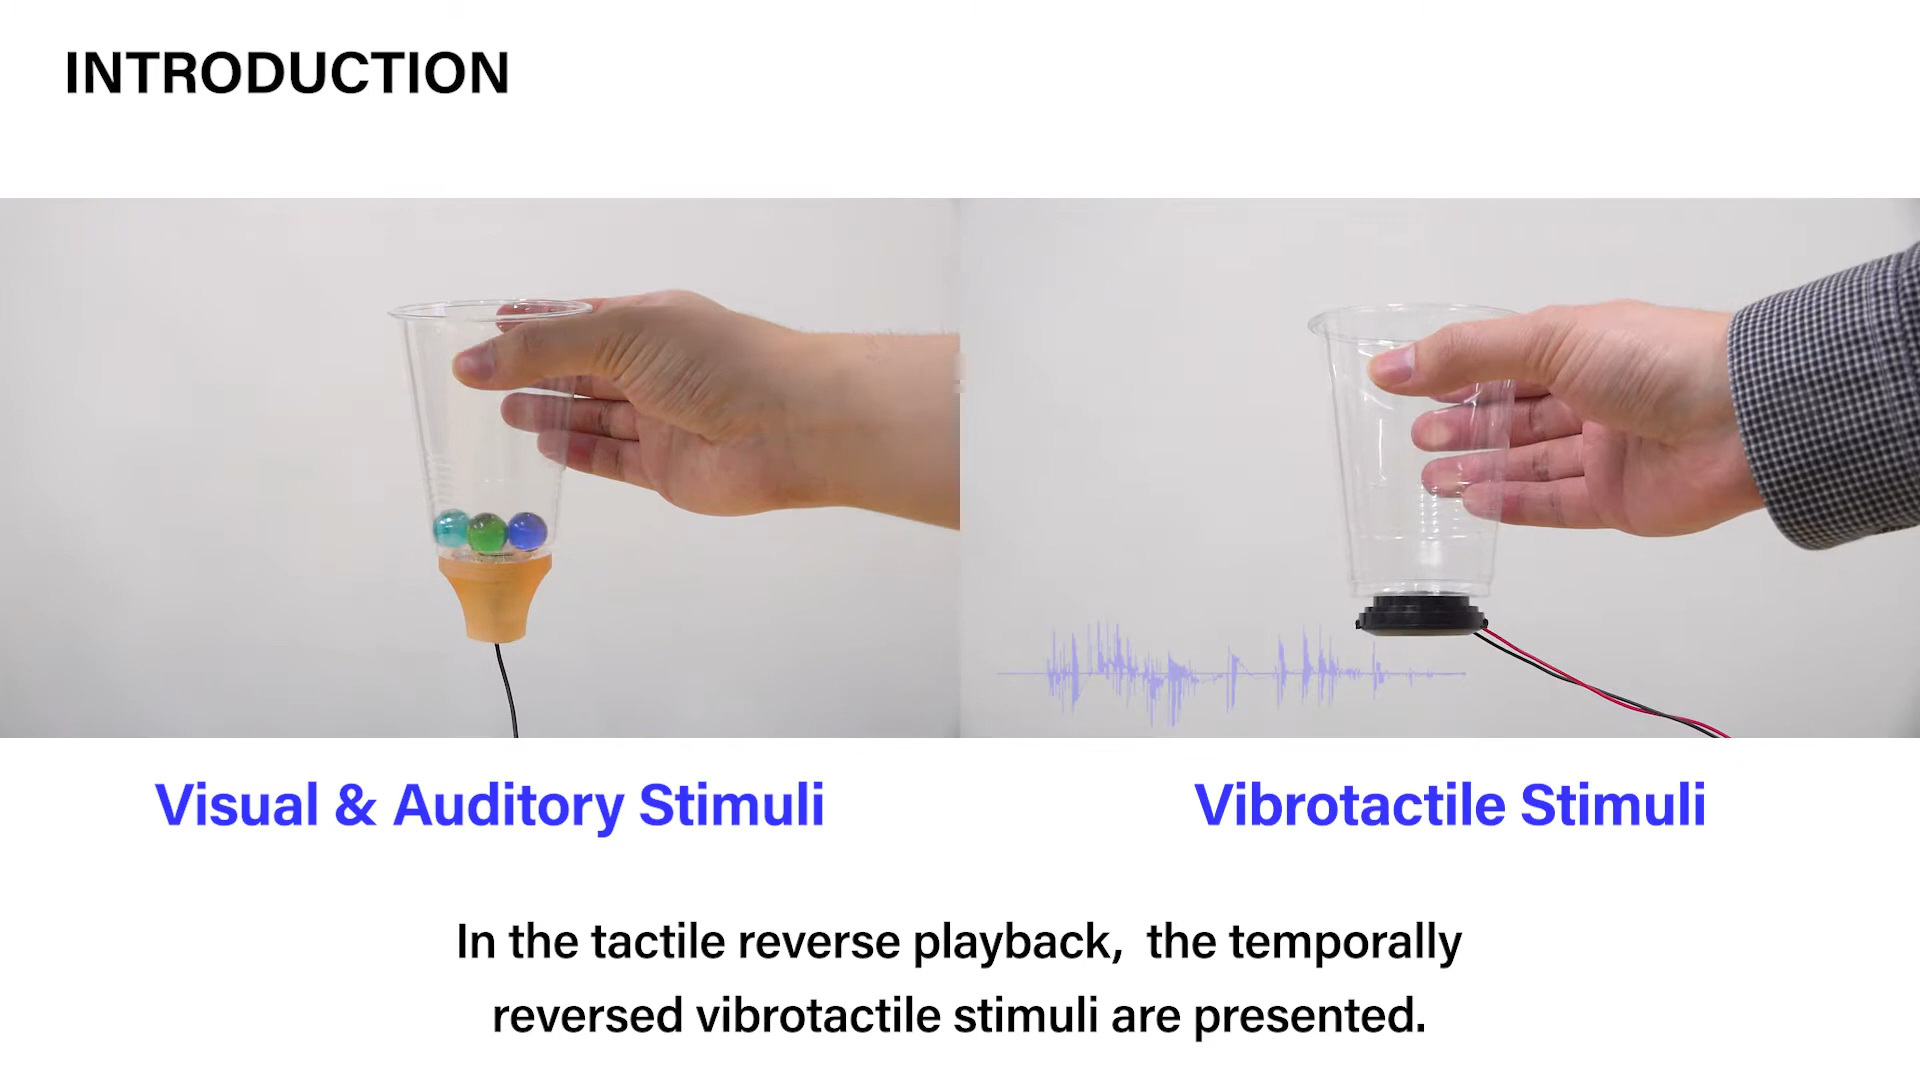 INTRODUCTION
Visual & Auditory Stimuli
Vibrotactile Stimuli
In the tactile reverse playback, the temporally
reversed vibrotactile stimuli are presented.